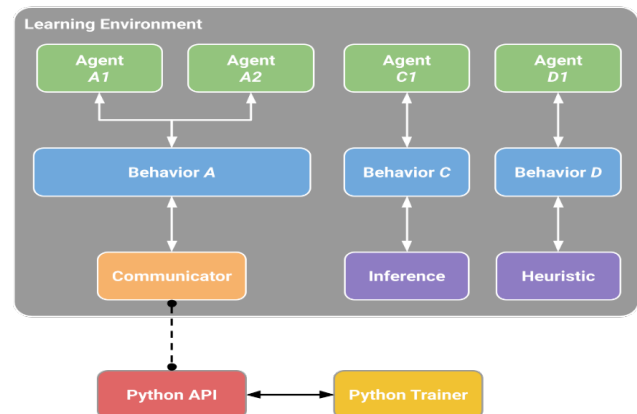 Learning Environment
Agent
A1
Agent
A2
Agent
C1
Agent
D1
Behavior A
Behavior C
Behavior D
Communicator
Inference
Heuristic
Python API
Python Trainer